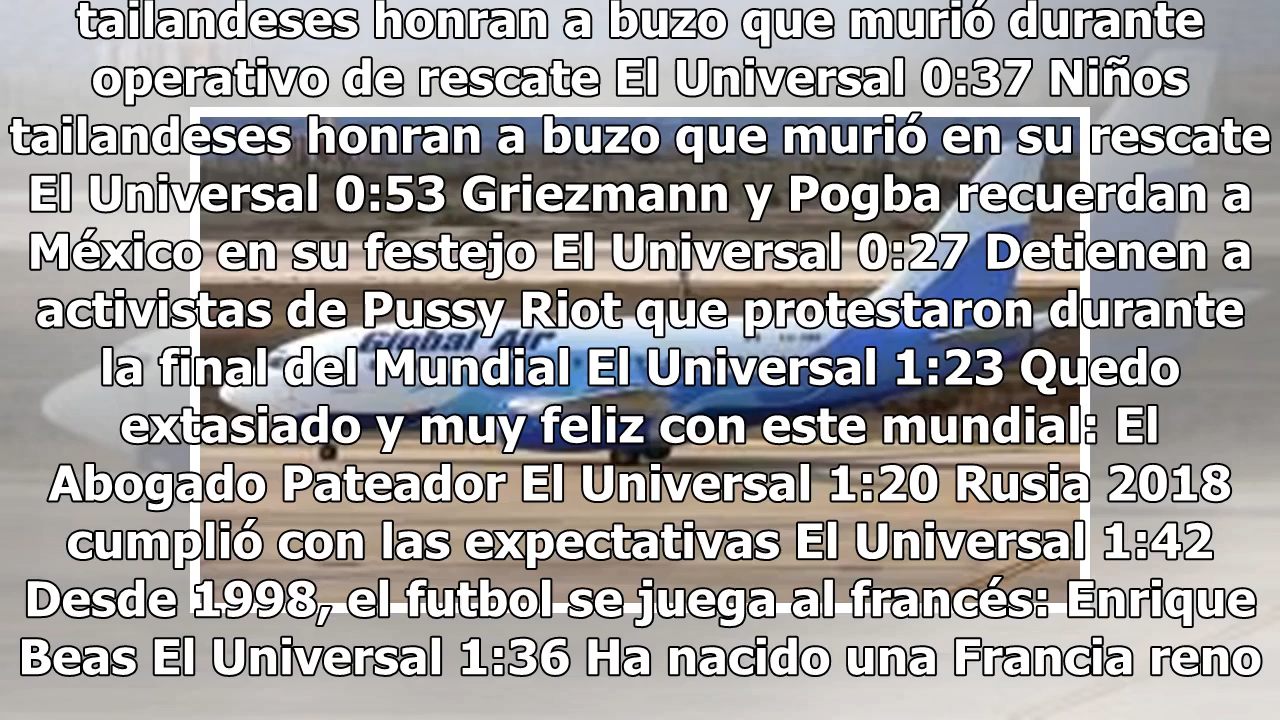 tailandeses honran a buzo que murió durante
operativo de rescate El Universal 0:37 Niños
tailandeses honran a buzo que murió en su rescate
El Universal 0:53 Griezmann y Pogba recuerdan a
México en su festejo El Universal 0:27 Detienen a
activistas de Pussy Riot que protestaron durante
Global Air
la final del Mundial El Universal 1:23 Quedo
extasiado y muy feliz con este mundial: El
Abogado Pateador El Universal 1:20 Rusia 2018
cumplió con las expectativas El Universal 1:42
Desde 1998, el futbol se juega al francés: Enrique
Beas El Universal 1:36 Ha nacido una Francia reno